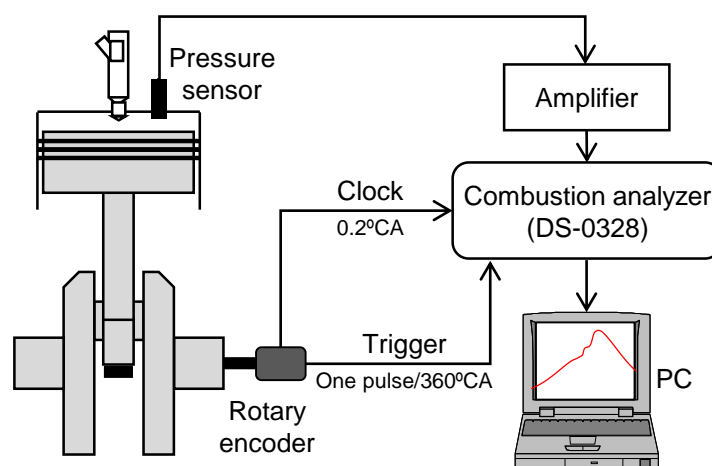 Pressure
sensor
Amplifier
Clock
0.2ºCA
Combustion analyzer
(DS-0328)
Trigger
One pulse/360ºCA
PC
Rotary
encoder